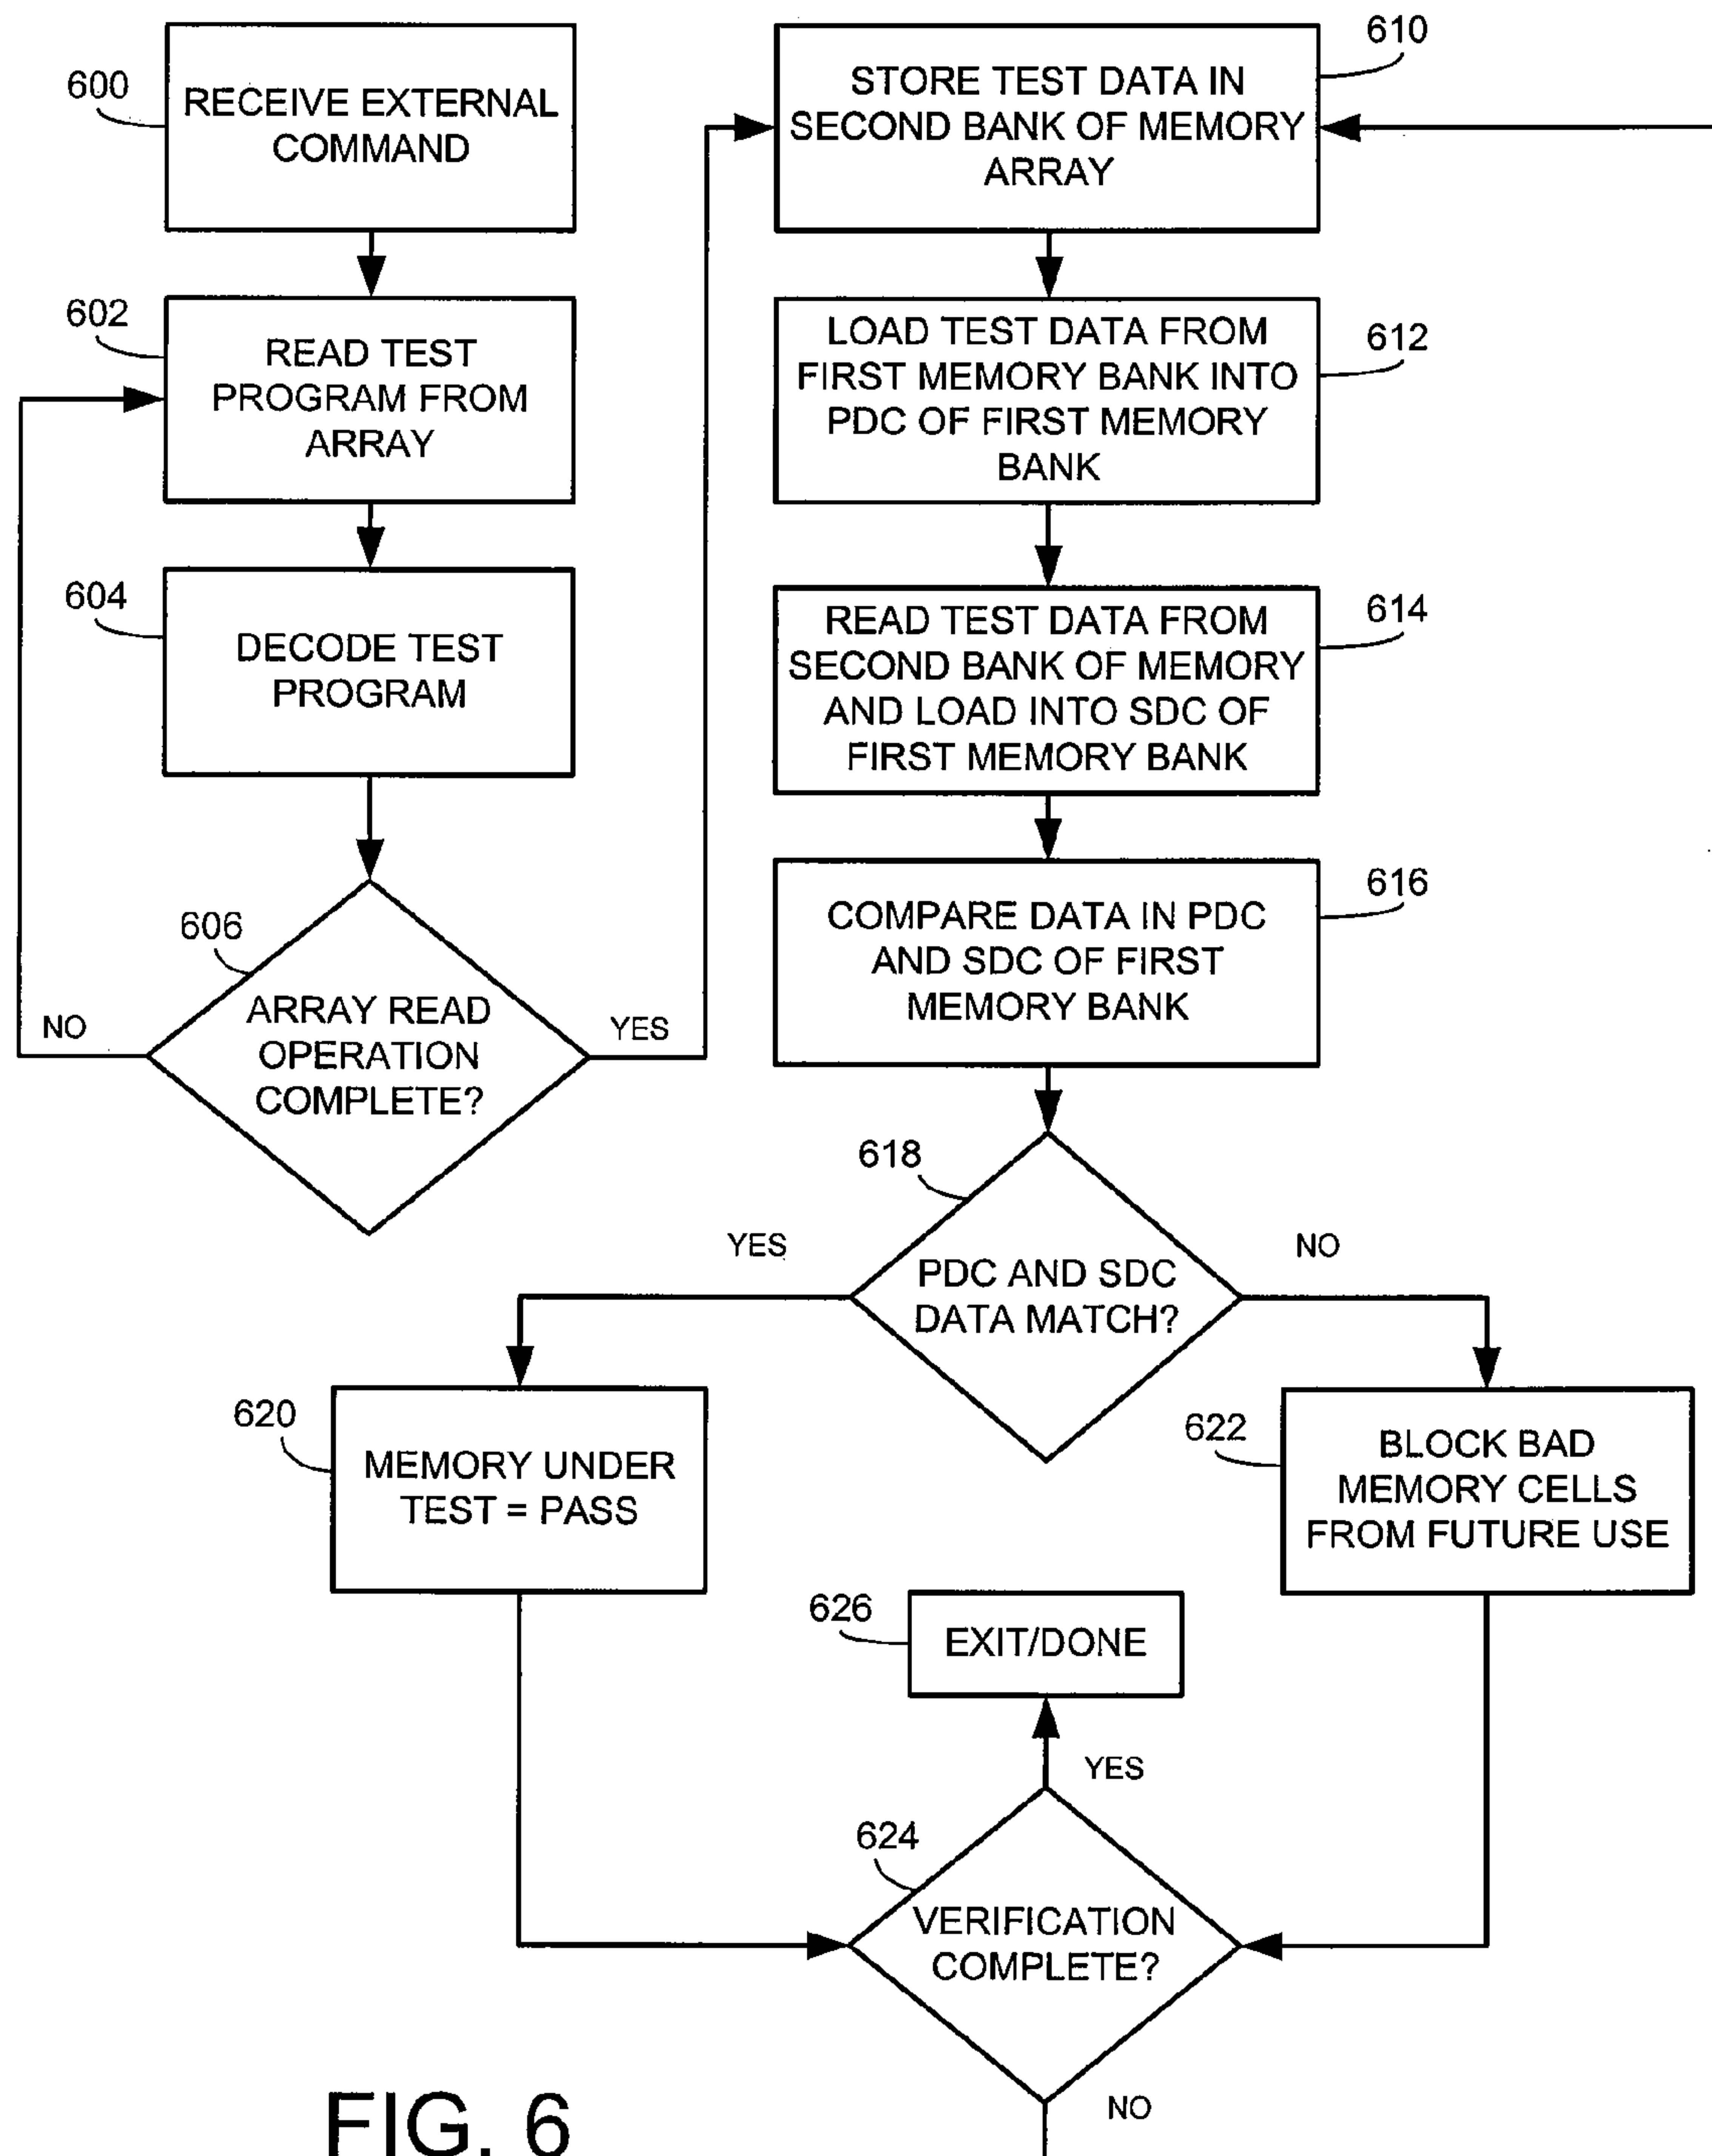 600
RECEIVE EXTERNAL
COMMAND
602
READ TEST
PROGRAM FROM
ARRAY
604
DECODE TEST
PROGRAM
606
ARRAY READ
OPERATION
COMPLETE?
NO
YES
610
STORE TEST DATA IN
SECOND BANK OF MEMORY
ARRAY
612
LOAD TEST DATA FROM
FIRST MEMORY BANK INTO
PDC OF FIRST MEMORY
BANK
614
READ TEST DATA FROM
SECOND BANK OF MEMORY
AND LOAD INTO SDC OF
FIRST MEMORY BANK
616
COMPARE DATA IN PDC
AND SDC OF FIRST
MEMORY BANK
618
PDC AND SDC
DATA MATCH?
YES
NO
620
MEMORY UNDER
TEST = PASS
622
BLOCK BAD
MEMORY CELLS
FROM FUTURE USE
626
EXIT/DONE
YES
624
VERIFICATION
COMPLETE?
NO
FIG. 6